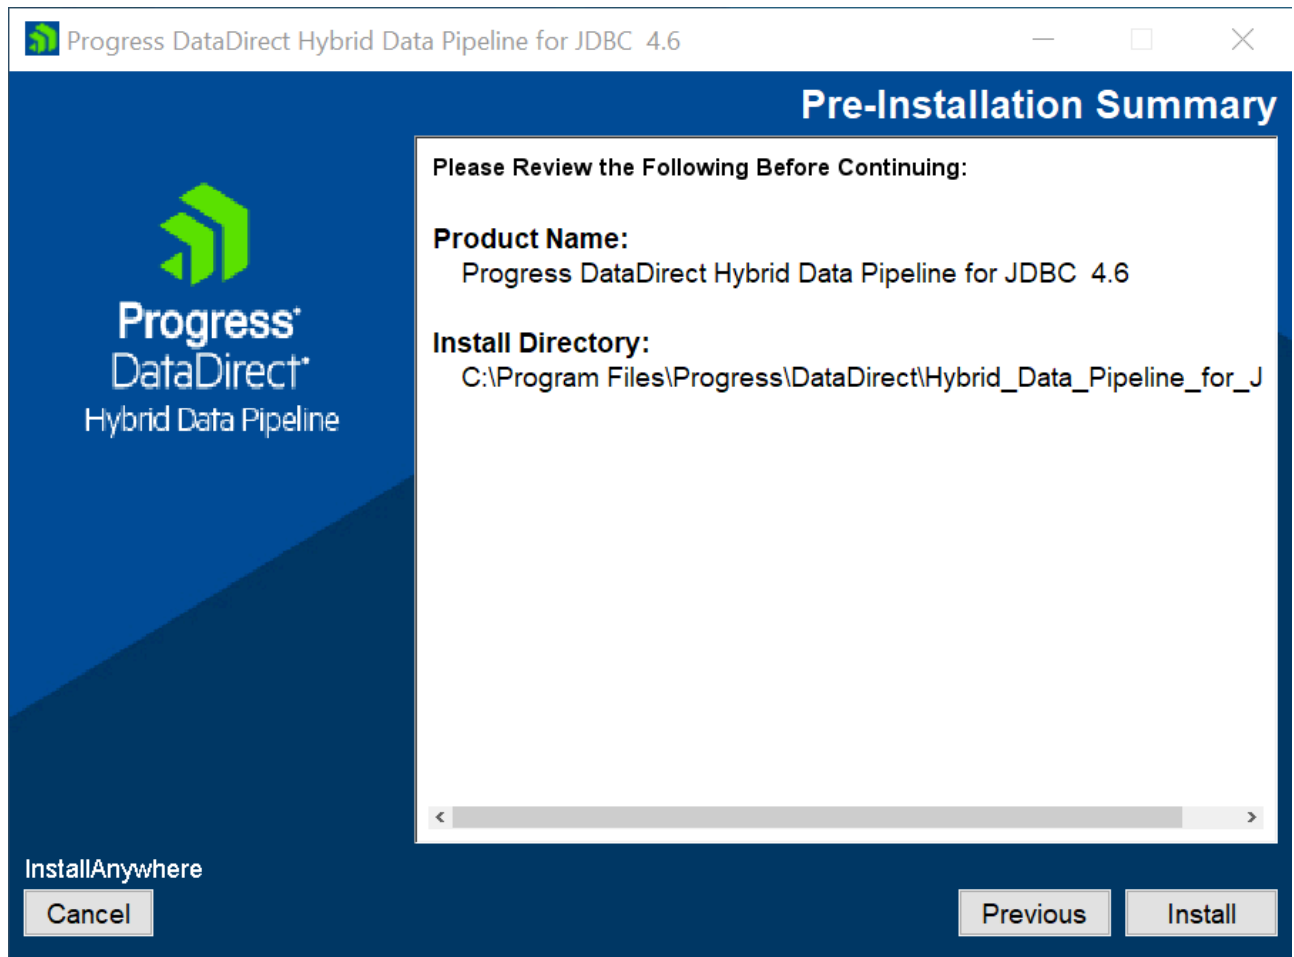 Progress DataDirect Hybrid Data Pipeline for JDBC  4.6
Pre-Installation Summary
Progress
DataDirect
Hybrid Data Pipeline
Please Review the Following Before Continuing:
Product Name:
Progress DataDirect Hybrid Data Pipeline for JDBC  4.6
Install Directory:
C:\Program Files\Progress\DataDirect\Hybrid_Data_Pipeline_for_J
InstallAnywhere
Cancel
Previous
Install